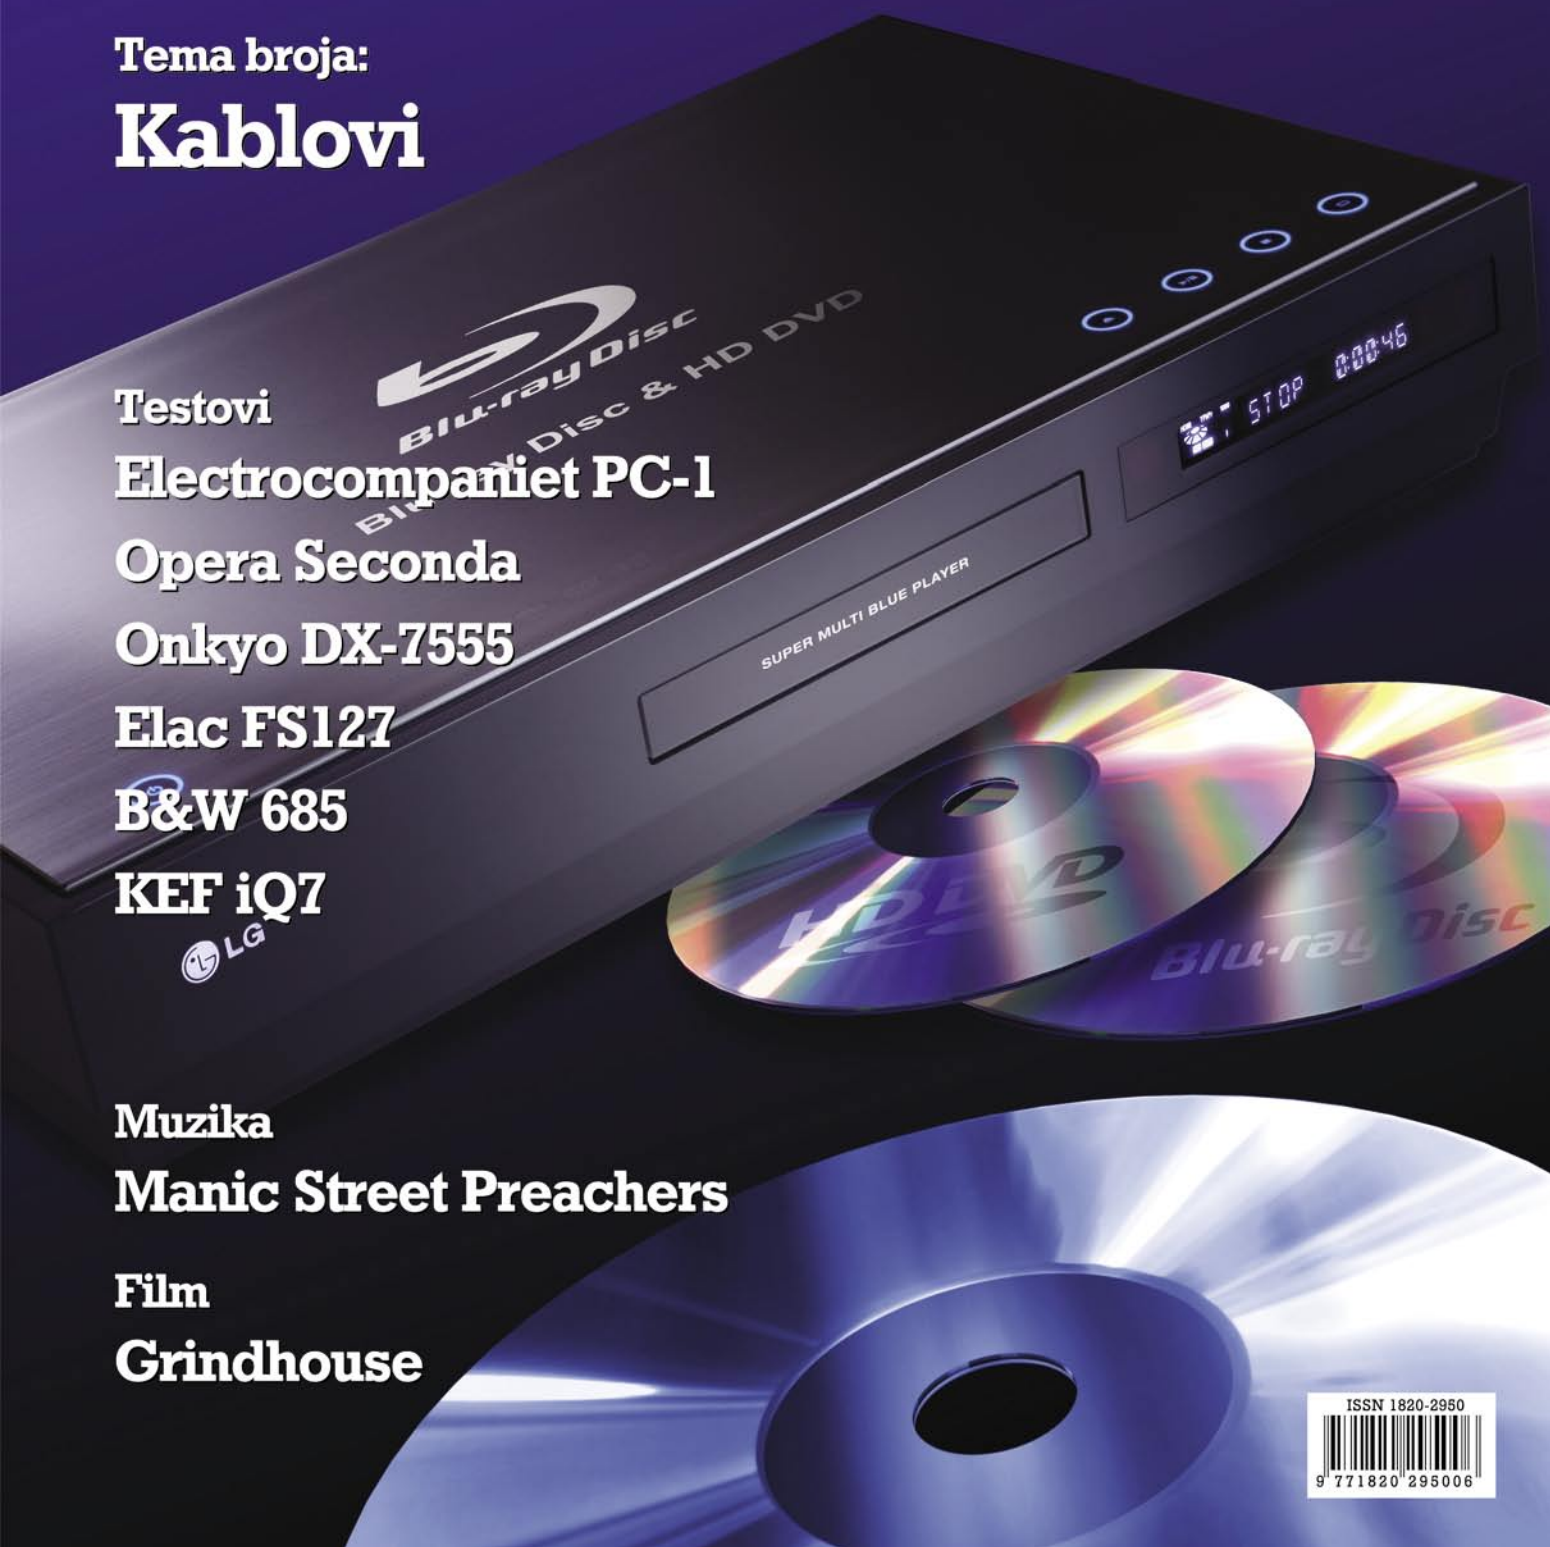 Tema broja:
Kablovi
Blu-ray Disc
Blu-ray Disc & HD DVD
STOP 0:00:46
Testovi
Electrocompaniet PC-1
Opera Seconda
Onkyo DX-7555
Elac FS127
B&W 685
KEF iQ7
SUPER MULTI BLUE PLAYER
LG
HD DVD
Blu-ray Disc
Muzika
Manic Street Preachers
Film
Grindhouse
ISSN 1820-2950
9 771820 295006